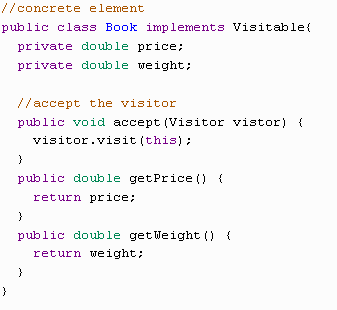 //concrete element
public class Book implements Visitable{
  private double price;
  private double weight;

  //accept the visitor
  public void accept(Visitor vistor) {
    visitor.visit(this);
  }
  public double getPrice() {
    return price;
  }
  public double getWeight() {
    return weight;
  }
}